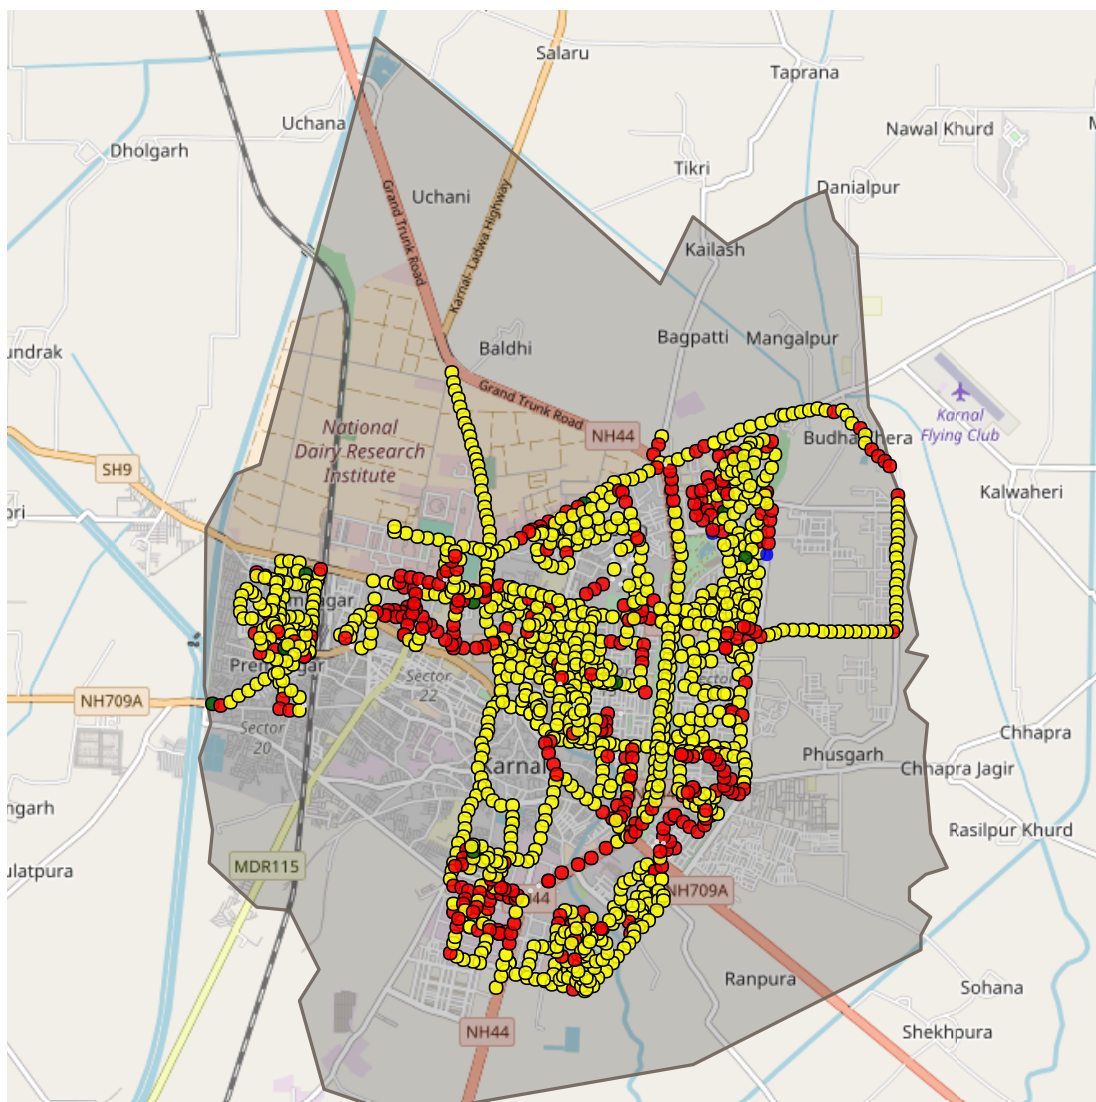 Salaru
Taprana
Uchana
Nawal Khurd
Dholgarh
Tikri
Danialpur
Uchani
Grand Trunk Road
Karnal- Ladwa Highway
Kailash
Bagpatti
Mangalpur
undrak
Baldhi
Grand Trunk Road
NH44
Karnal
Flying Club
National
Dairy Research
Institute
SH9
Kalwaheri
Sector
22
NH709A
Sector
20
Chhapra
Phusgarh
Chhapra Jagir
Karnal
ngarh
Rasilpur Khurd
MDR115
ulatpura
NH709A
Ranpura
Sohana
NH44
Shekhpura